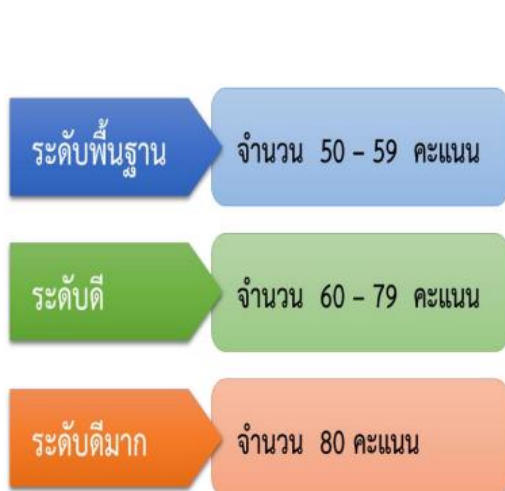 ระดับพื้นฐาน จำนวน 50 – 59 คะแนน
ระดับดี จำนวน 60 – 79 คะแนน
ระดับดีมาก จำนวน 80 คะแนน